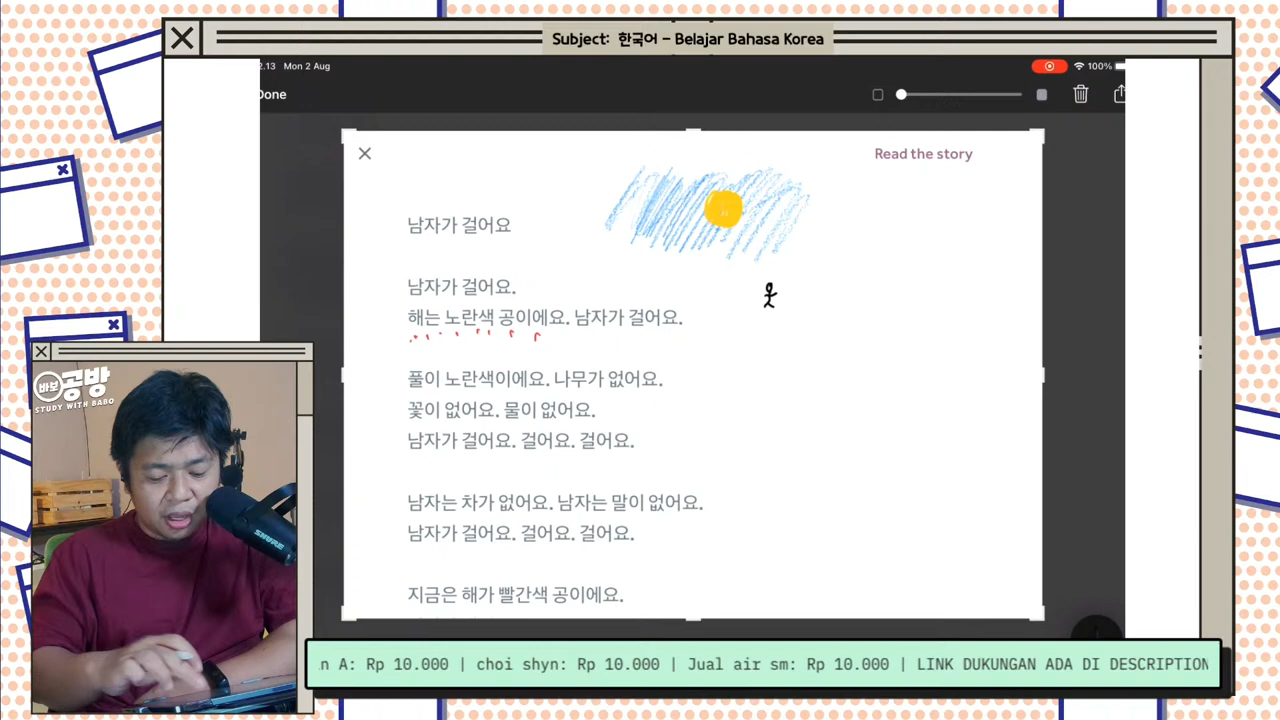 Subject: 한국어 - Belajar Bahasa Korea
2.13 Mon 2 Aug
100%
Done
Read the story
남자가 걸어요
남자가 걸어요.
해는 노란색 공이에요. 남자가 걸어요.
풀이 노란색이에요. 나무가 없어요.
꽃이 없어요. 물이 없어요.
남자가 걸어요. 걸어요. 걸어요.
남자는 차가 없어요. 남자는 말이 없어요.
남자가 걸어요. 걸어요. 걸어요.
지금은 해가 빨간색 공이에요.
바보
공방
STUDY WITH BABO
SHURE
n A: Rp 10.000 | choi shyn: Rp 10.000 | Jual air sm: Rp 10.000 | LINK DUKUNGAN ADA DI DESCRIPTION